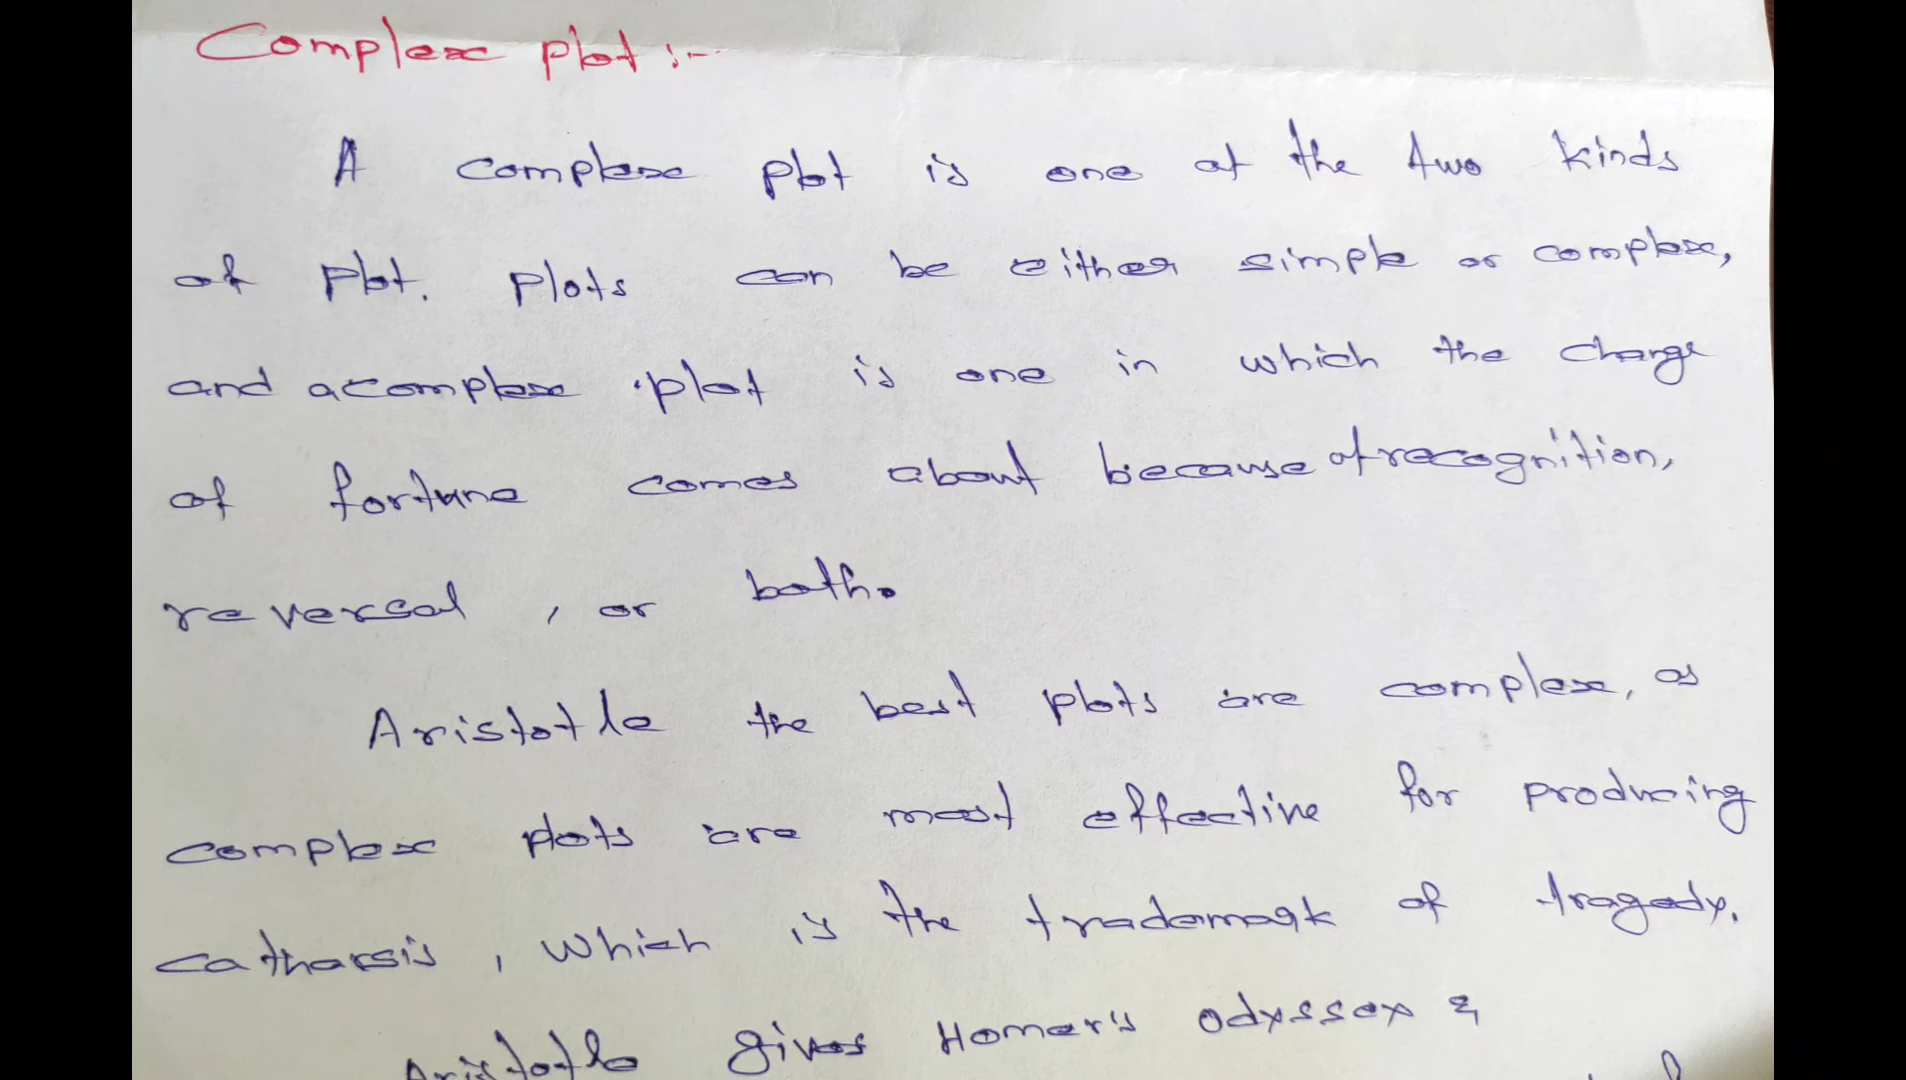 Complex plot :-
A complex plot is one of the two kinds
of plot. Plots can be either simple or complex,
and a complex plot is one in which the change
of fortune comes about because of recognition,
reversal , or both.
Aristotle the best plots are complex, as
complex plots are most effective for producing
catharsis , which is the trademark of tragedy.
Aristotle gives Homer's odyssey &